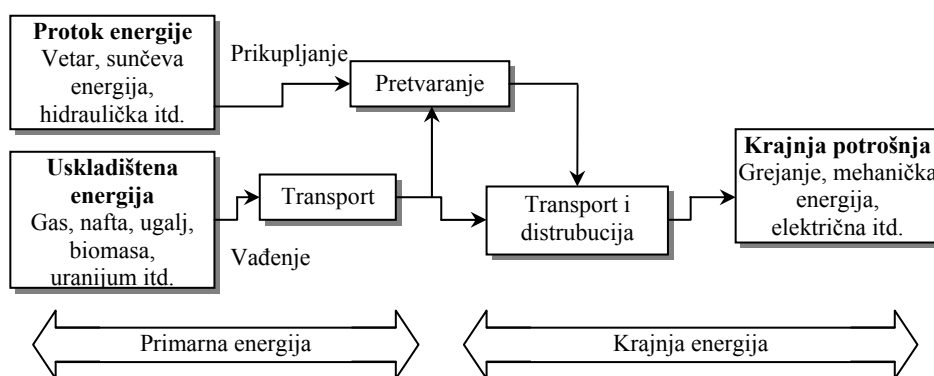 Protok energije
Vetar, sunčeva
energija,
hidraulička itd.
Prikupljanje
Pretvaranje
Uskladištena
energija
Gas, nafta, ugalj,
biomasa,
uranijum itd.
Vađenje
Transport
Transport i
distrubucija
Krajnja potrošnja
Grejanje, mehanička
energija,
električna itd.
Primarna energija
Krajnja energija